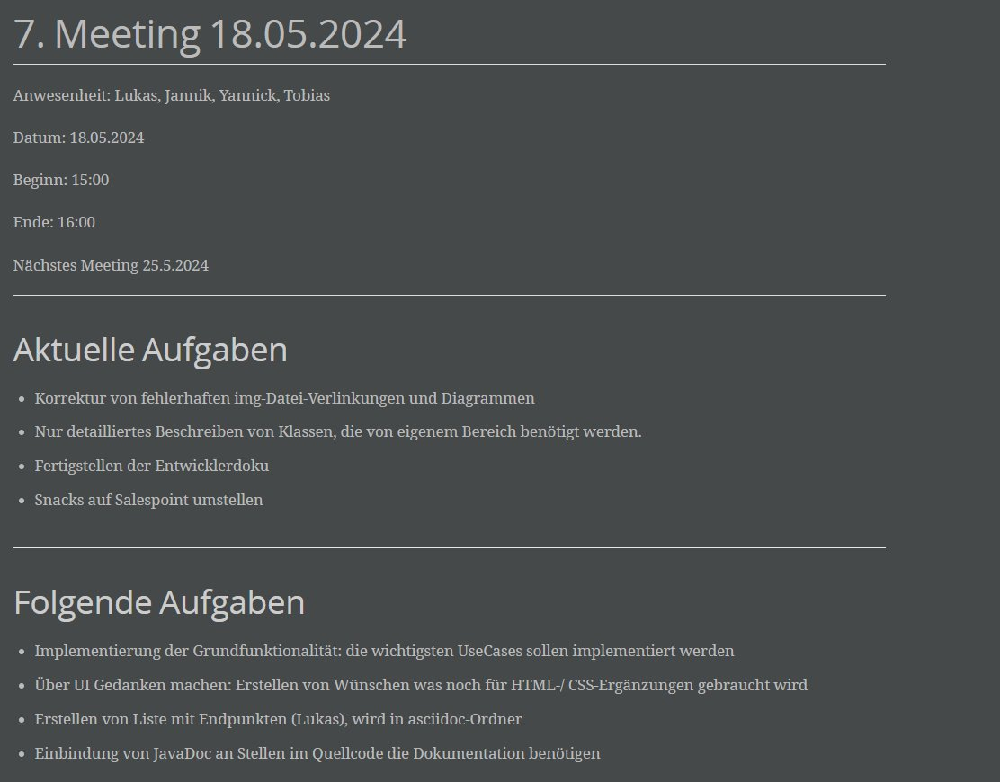 7. Meeting 18.05.2024
Anwesenheit: Lukas, Jannik, Yannick, Tobias
Datum: 18.05.2024
Beginn: 15:00
Ende: 16:00
Nächstes Meeting 25.5.2024
Aktuelle Aufgaben
• Korrektur von fehlerhaften img-Datei-Verlinkungen und Diagrammen
• Nur detailliertes Beschreiben von Klassen, die von eigenem Bereich benötigt werden.
• Fertigstellen der Entwicklerdoku
• Snacks auf Salespoint umstellen
Folgende Aufgaben
• Implementierung der Grundfunktionalität: die wichtigsten UseCases sollen implementiert werden
• Über UI Gedanken machen: Erstellen von Wünschen was noch für HTML-/ CSS-Ergänzungen gebraucht wird
• Erstellen von Liste mit Endpunkten (Lukas), wird in asciidoc-Ordner
• Einbindung von JavaDoc an Stellen im Quellcode die Dokumentation benötigen